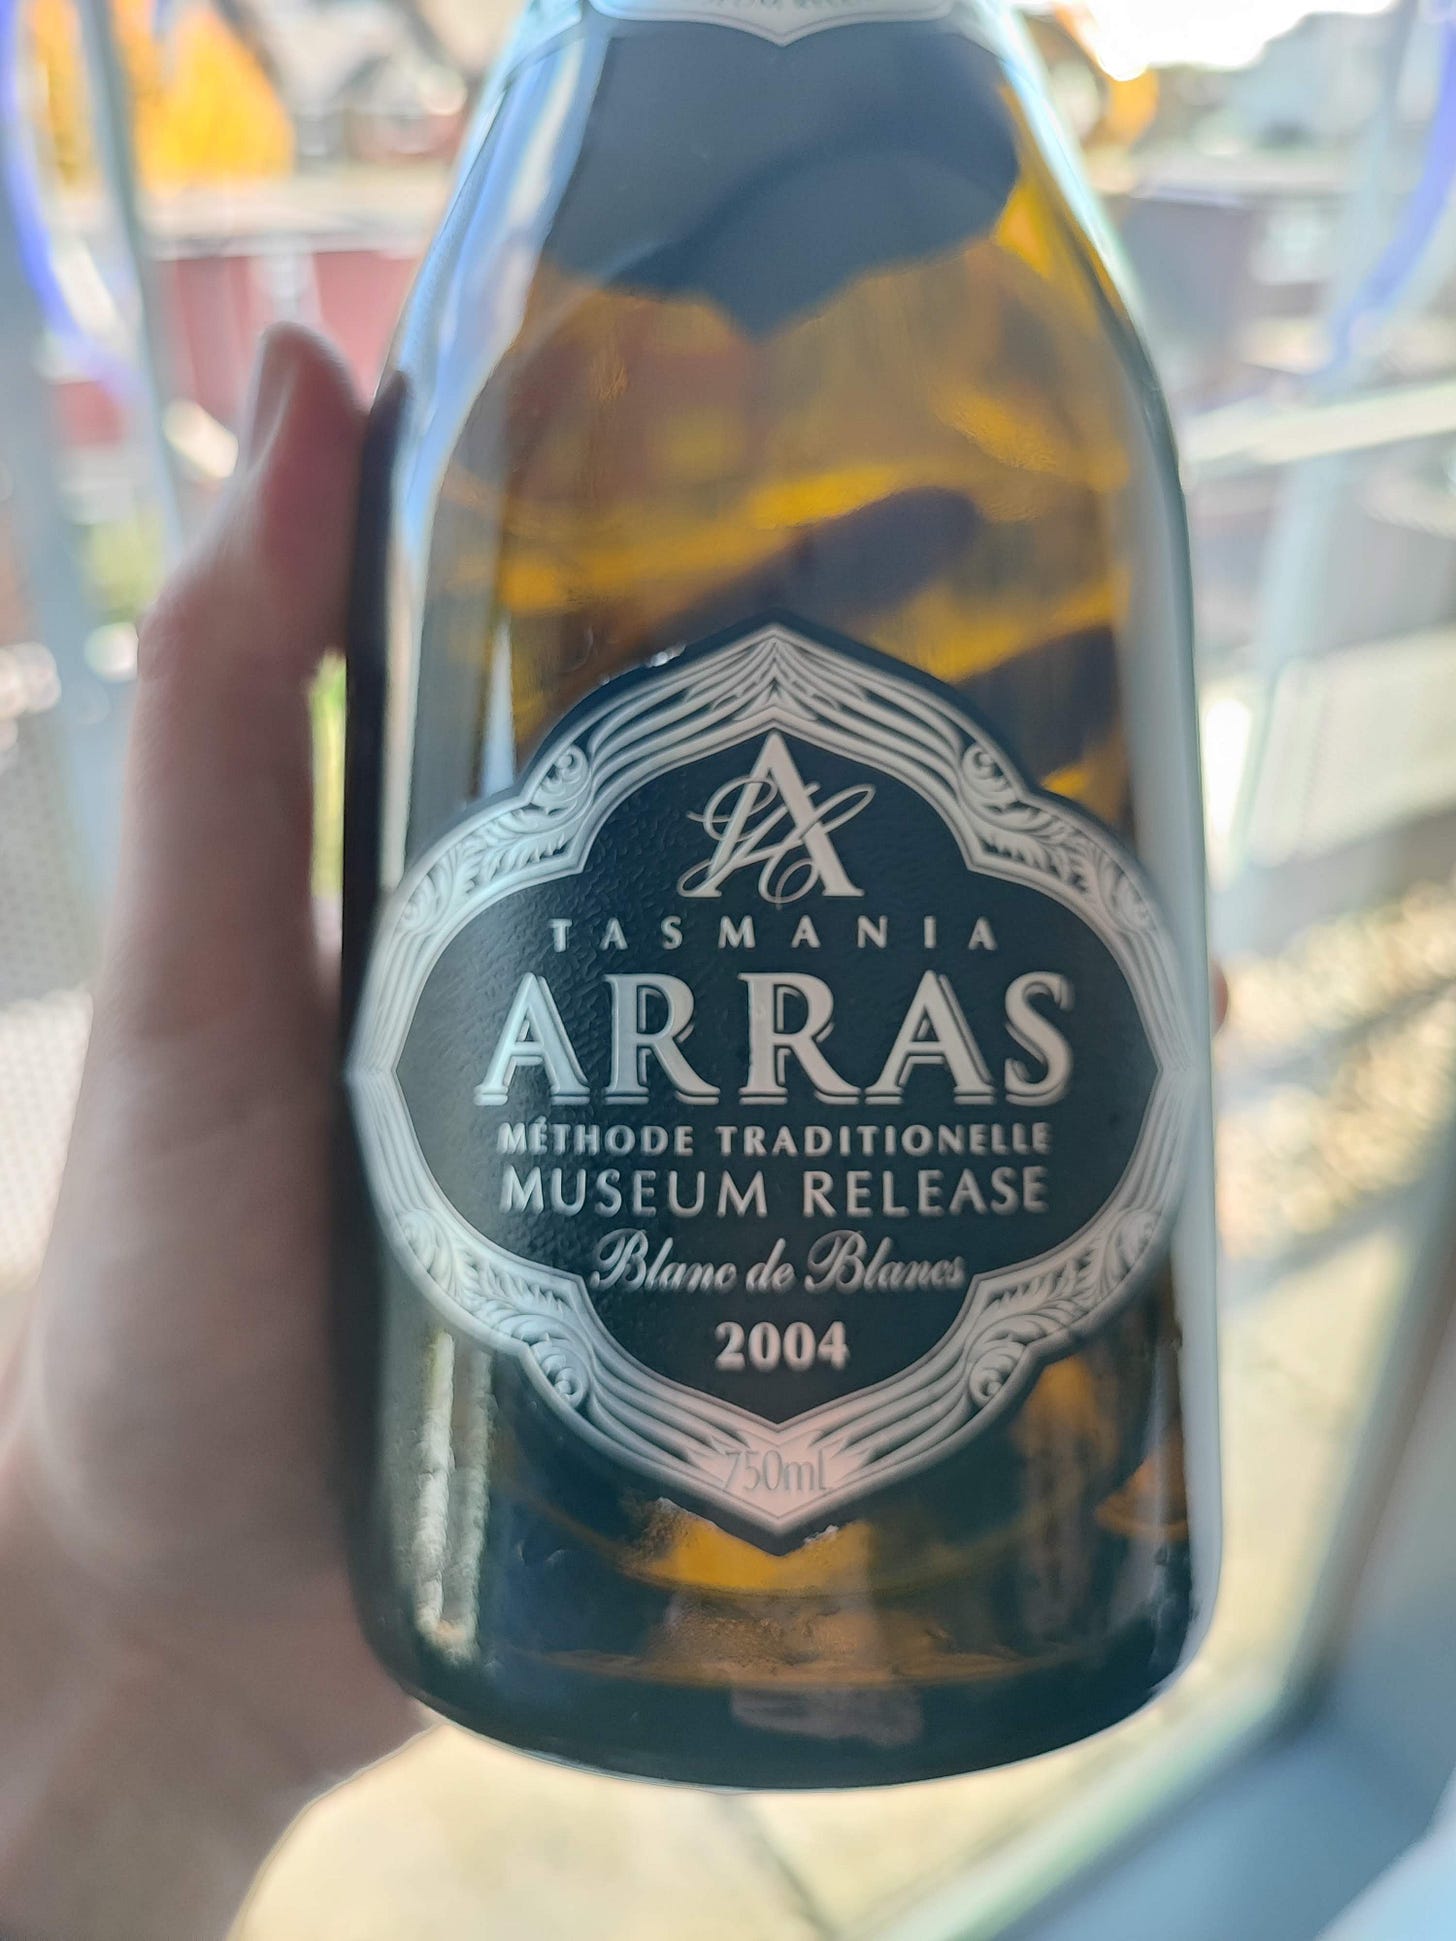 TASMANIA
ARRAS
MÉTHODE TRADITIONELLE
MUSEUM RELEASE
Blanc de Blancs
2004
750ml